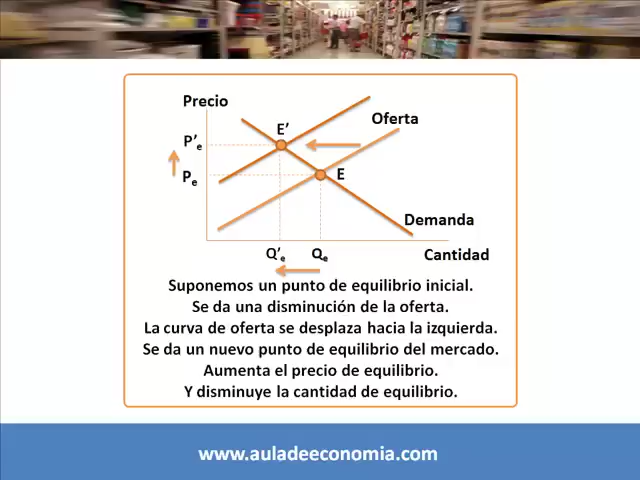 Precio
E’
Oferta
P’e
Pe
E
Demanda
Q’e
Qe
Cantidad
Suponemos un punto de equilibrio inicial.
Se da una disminución de la oferta.
La curva de oferta se desplaza hacia la izquierda.
Se da un nuevo punto de equilibrio del mercado.
Aumenta el precio de equilibrio.
Y disminuye la cantidad de equilibrio.
www.auladeeconomia.com